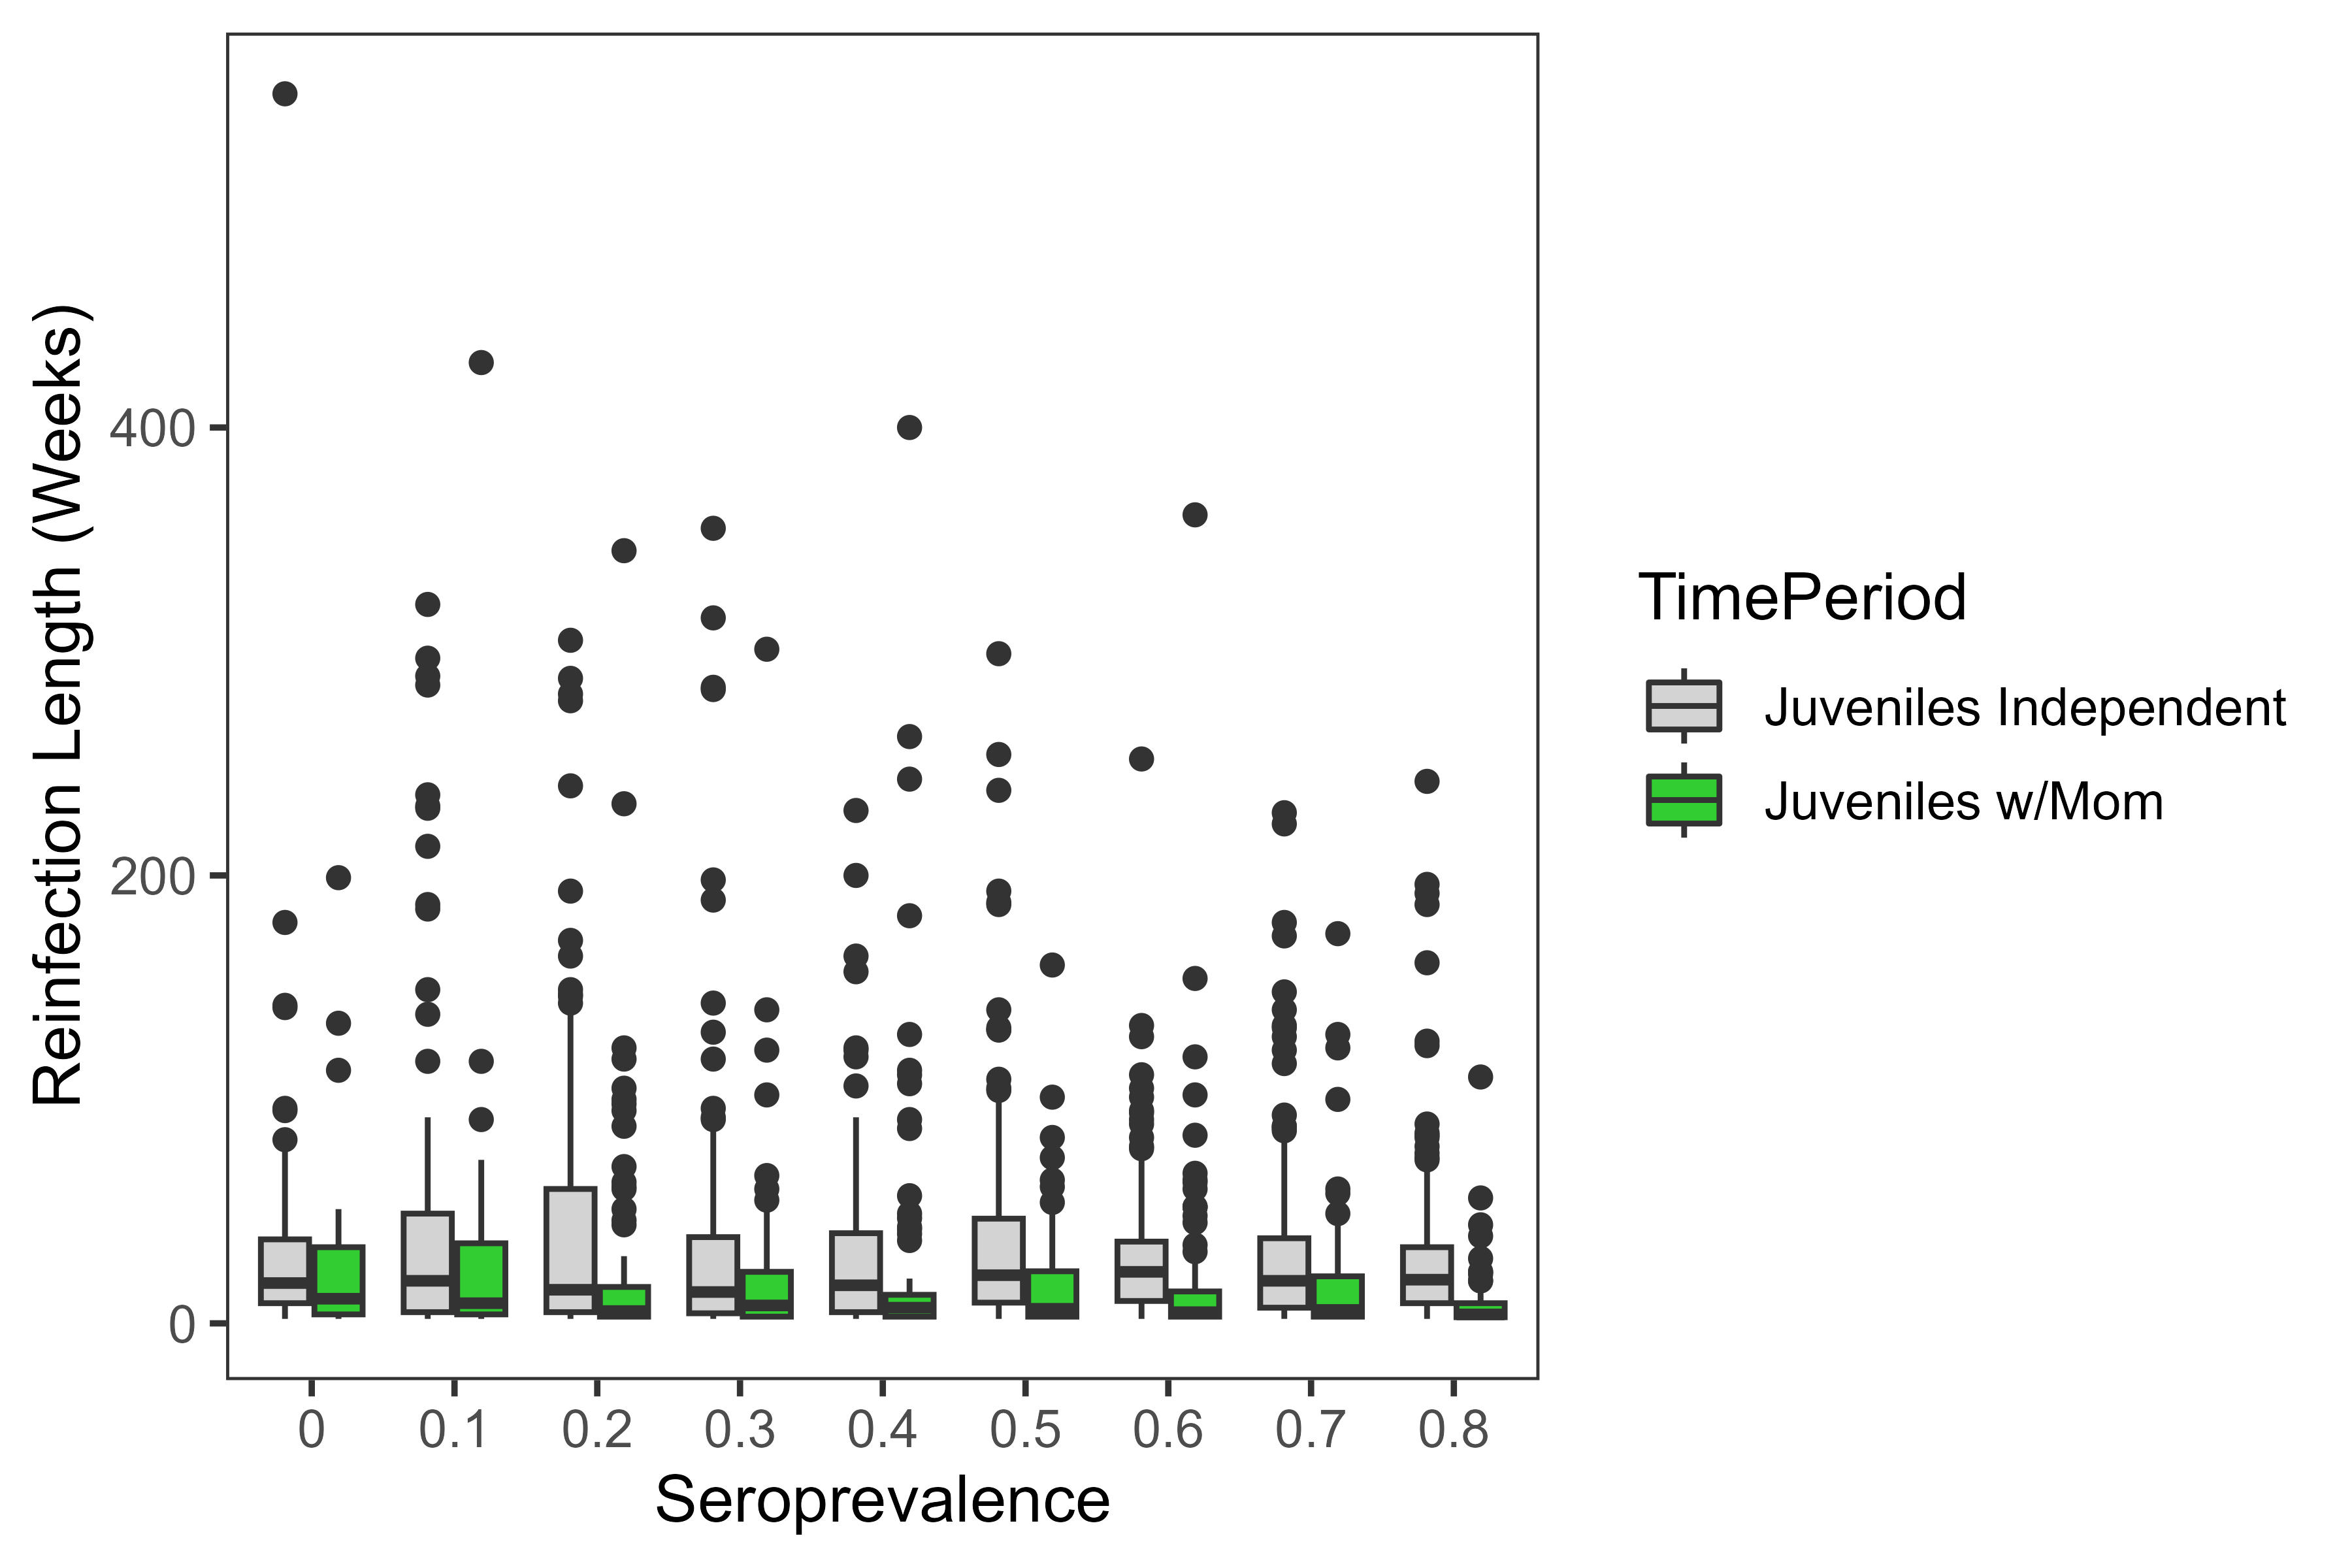 Reinfection Length (Weeks)
400
200
0
0 0.1 0.2 0.3 0.4 0.5 0.6 0.7 0.8
Seroprevalence
TimePeriod
Juveniles Independent
Juveniles w/Mom